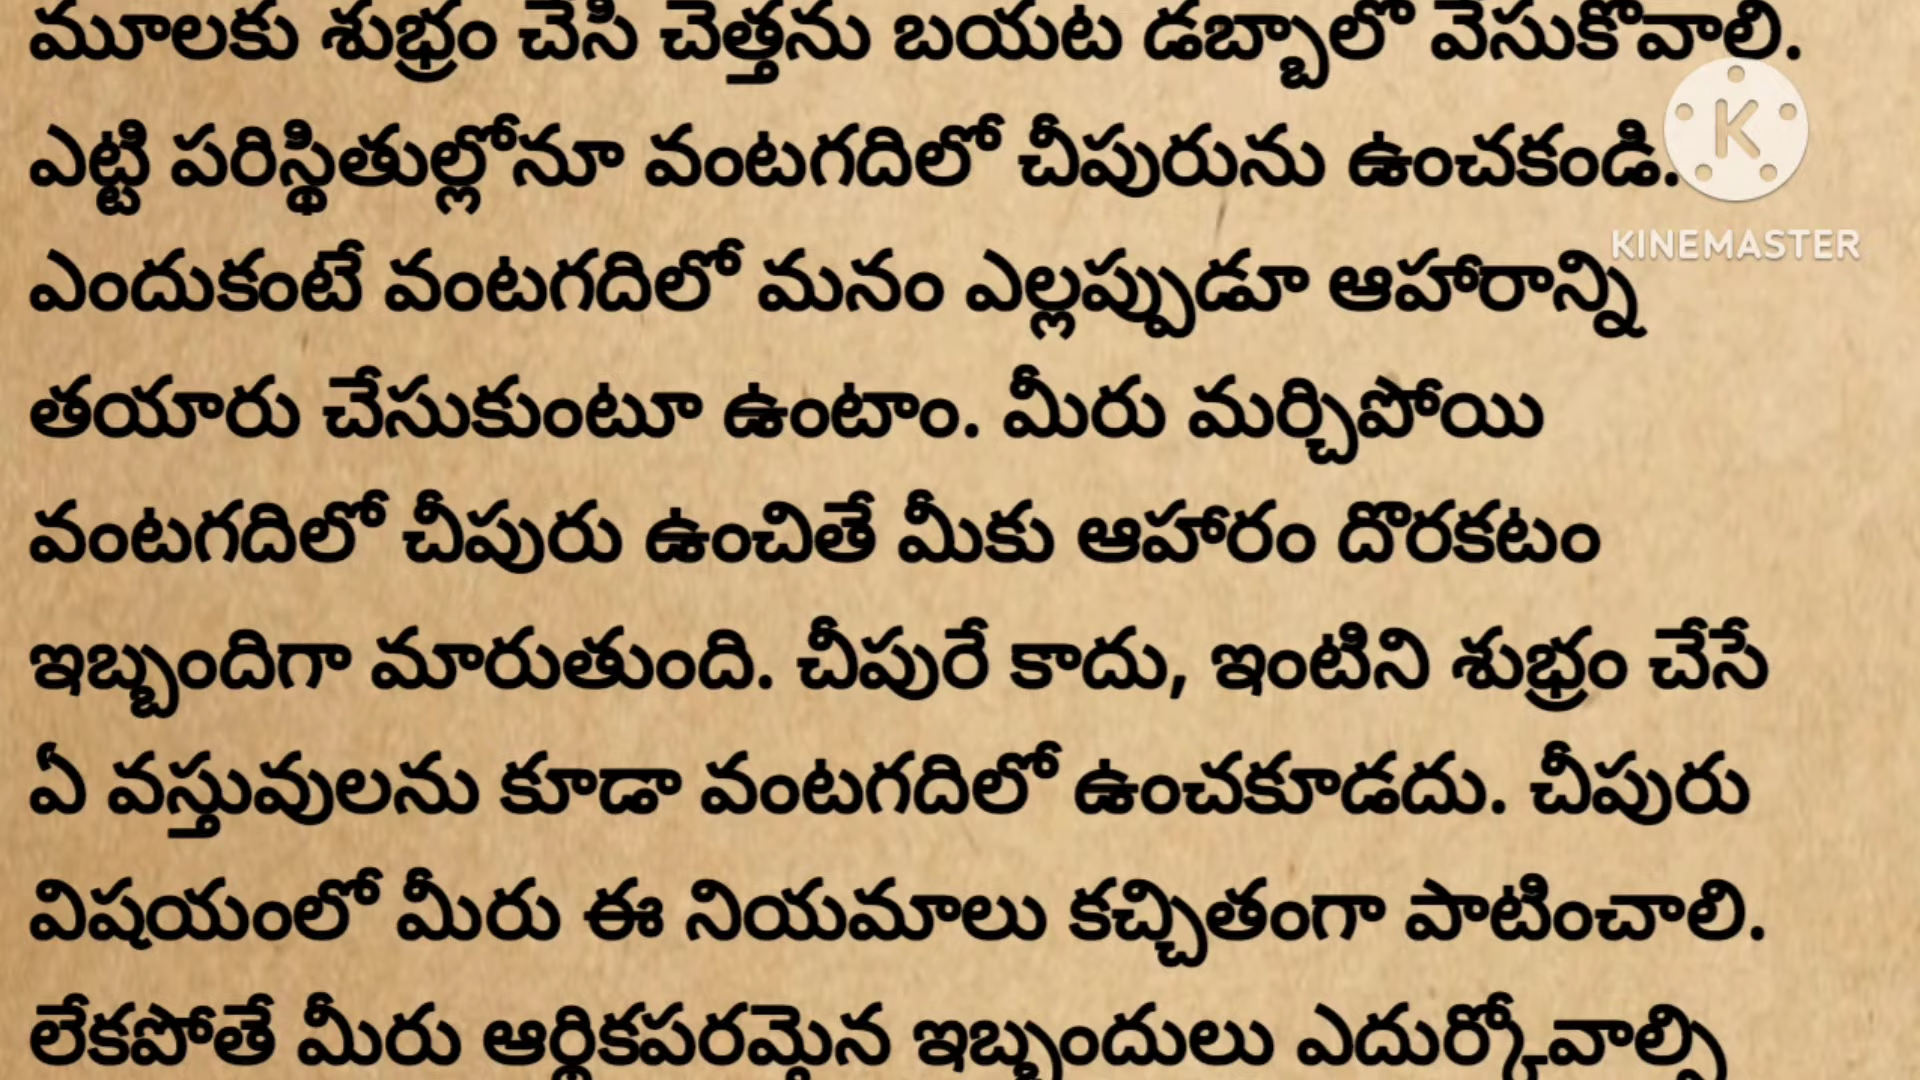 మూలకు శుభ్రం చేసి చెత్తను బయట డబ్బాలో వేసుకోవాలి.
ఎట్టి పరిస్థితుల్లోనూ వంటగదిలో చీపురును ఉంచకండి.
KINEMASTER
ఎందుకంటే వంటగదిలో మనం ఎల్లప్పుడూ ఆహారాన్ని
తయారు చేసుకుంటూ ఉంటాం. మీరు మర్చిపోయి
వంటగదిలో చీపురు ఉంచితే మీకు ఆహారం దొరకటం
ఇబ్బందిగా మారుతుంది. చీపురే కాదు, ఇంటిని శుభ్రం చేసే
ఏ వస్తువులను కూడా వంటగదిలో ఉంచకూడదు. చీపురు
విషయంలో మీరు ఈ నియమాలు కచ్చితంగా పాటించాలి.
లేకపోతే మీరు ఆర్థికపరమైన ఇబ్బందులు ఎదుర్కోవాల్సి